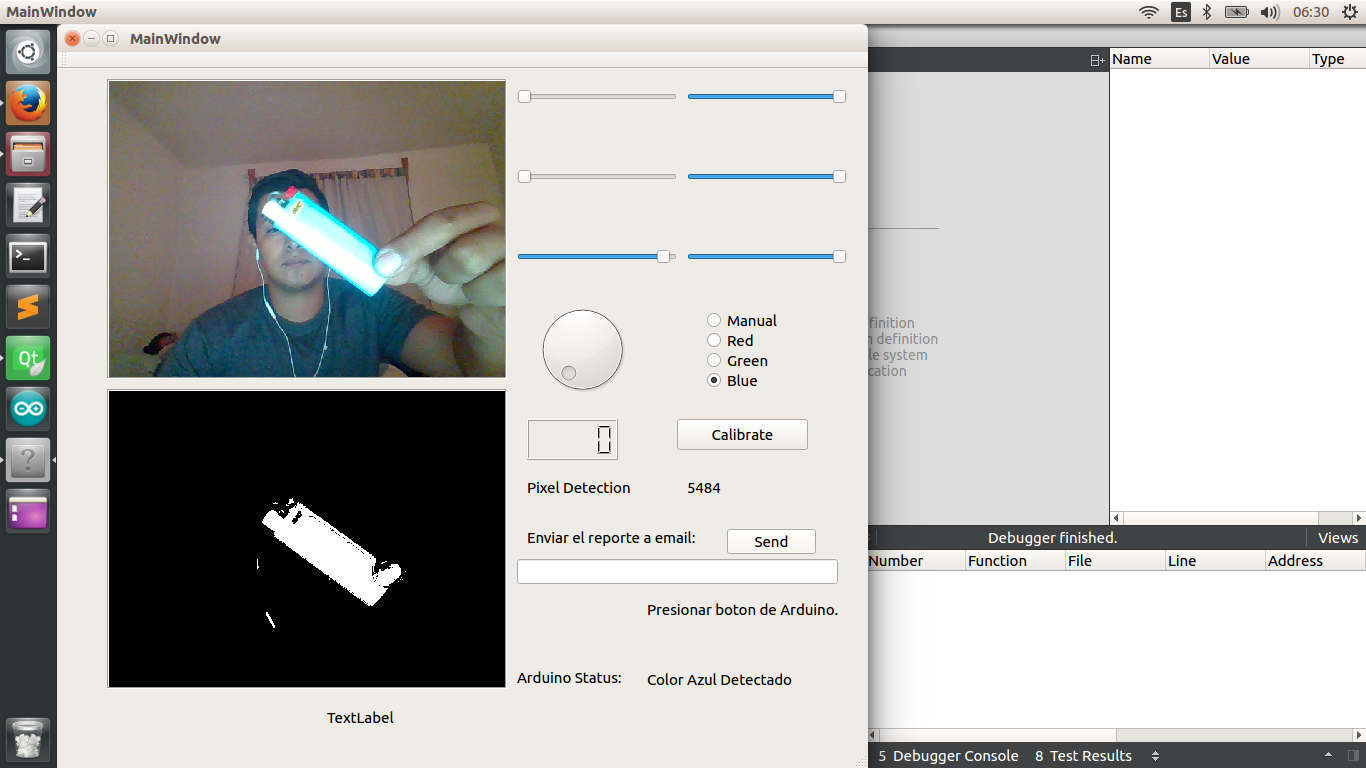 MainWindow
Es
06:30
MainWindow
Name Value Type
Manual
Red
Green
Blue
finition
definition
le system
cation
0
Calibrate
Pixel Detection 5484
Enviar el reporte a email:
Send
Debugger finished.
Views
Number Function File Line Address
Presionar boton de Arduino.
Arduino Status: Color Azul Detectado
TextLabel
5 Debugger Console 8 Test Results
Qt